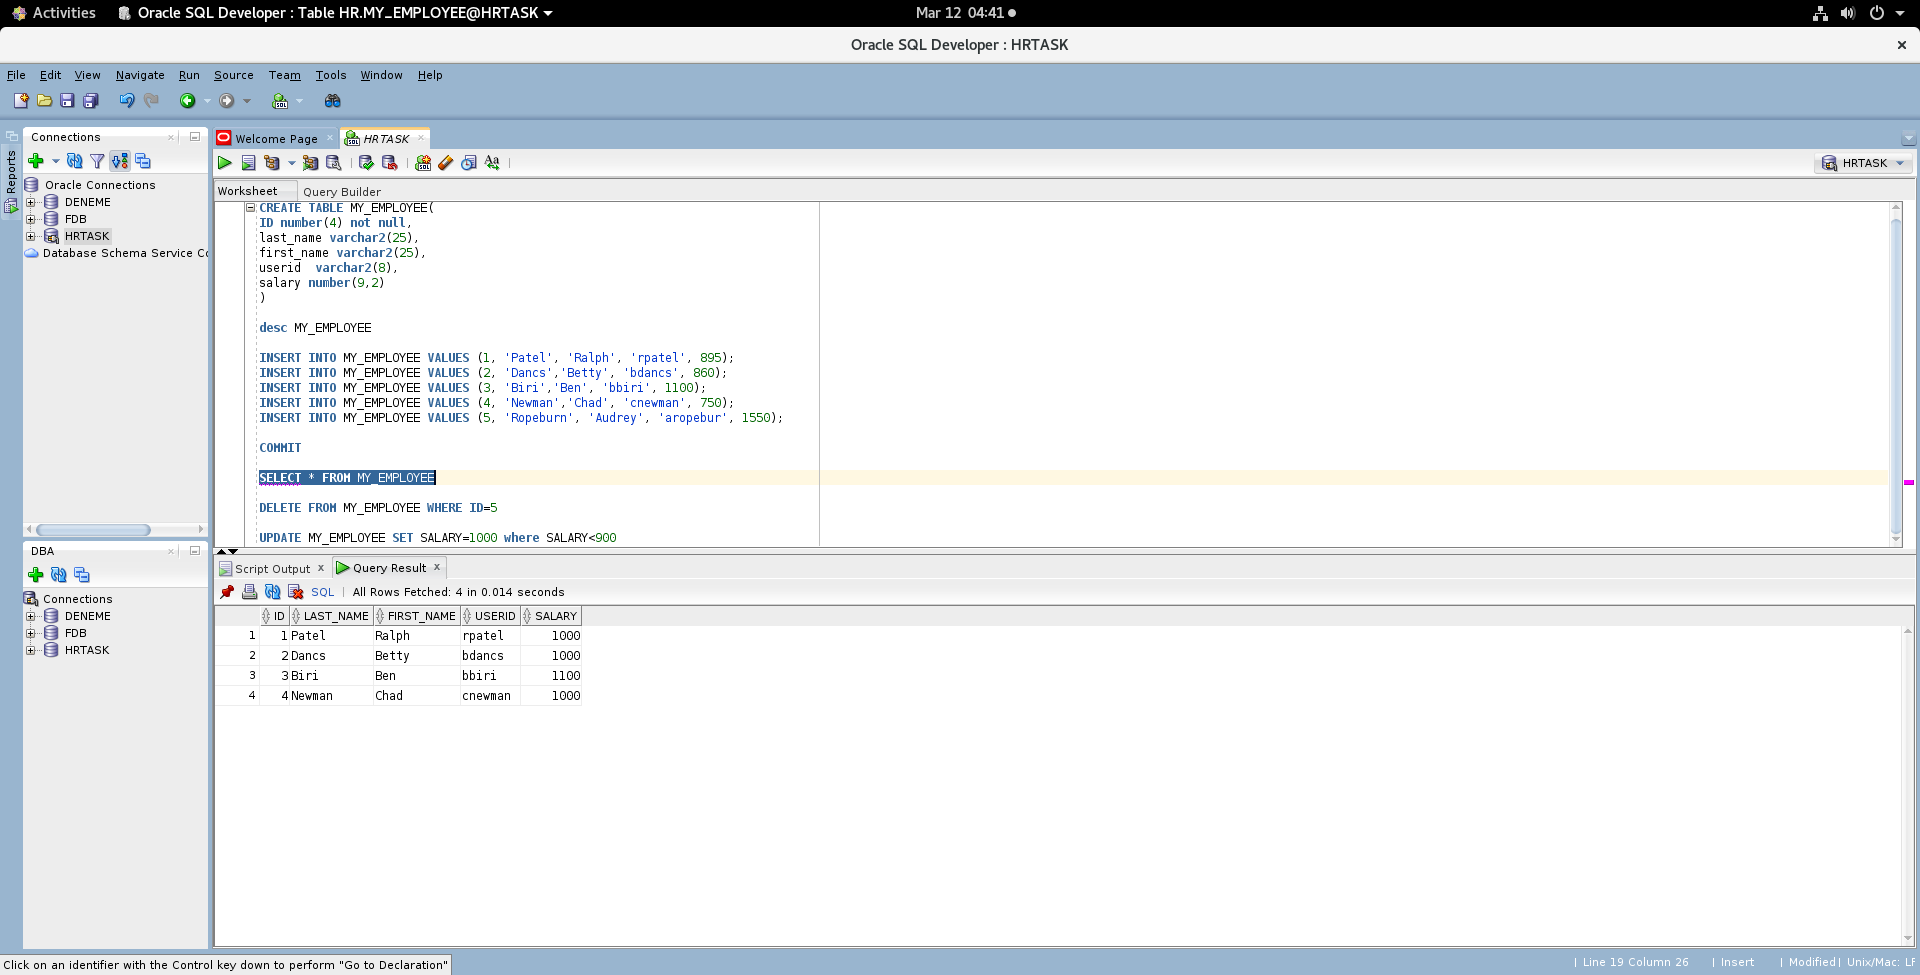 Activities
Oracle SQL Developer : Table HR.MY_EMPLOYEE@HRTASK
Mar 12 04:41
Oracle SQL Developer : HRTASK
File Edit View Navigate Run Source Team Tools Window Help
Reports
Connections
Oracle Connections
DENEME
FDB
HRTASK
Database Schema Service Co
DBA
Connections
DENEME
FDB
HRTASK
Welcome Page
HRTASK
HRTASK
Worksheet Query Builder
CREATE TABLE MY_EMPLOYEE(
ID number(4) not null,
last_name varchar2(25),
first_name varchar2(25),
userid  varchar2(8),
salary number(9,2)
)
desc MY_EMPLOYEE
INSERT INTO MY_EMPLOYEE VALUES (1, 'Patel', 'Ralph', 'rpatel', 895);
INSERT INTO MY_EMPLOYEE VALUES (2, 'Dancs','Betty', 'bdancs', 860);
INSERT INTO MY_EMPLOYEE VALUES (3, 'Biri','Ben', 'bbiri', 1100);
INSERT INTO MY_EMPLOYEE VALUES (4, 'Newman','Chad', 'cnewman', 750);
INSERT INTO MY_EMPLOYEE VALUES (5, 'Ropeburn', 'Audrey', 'aropebur', 1550);
COMMIT
SELECT * FROM MY_EMPLOYEE
DELETE FROM MY_EMPLOYEE WHERE ID=5
UPDATE MY_EMPLOYEE SET SALARY=1000 where SALARY<900
Script Output x Query Result x
SQL | All Rows Fetched: 4 in 0.014 seconds
ID LAST_NAME FIRST_NAME USERID SALARY
1 1 Patel Ralph rpatel 1000
2 2 Dancs Betty bdancs 1000
3 3 Biri Ben bbiri 1100
4 4 Newman Chad cnewman 1000
Click on an identifier with the Control key down to perform "Go to Declaration"
| Line 19 Column 26 | Insert | Modified | Unix/Mac: LF